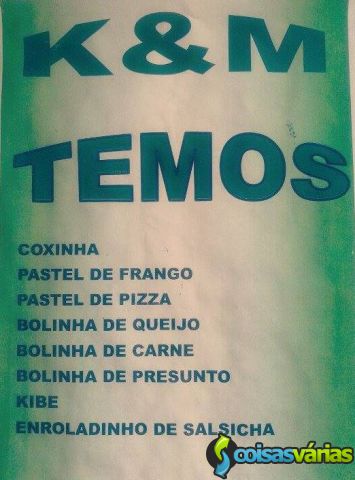 K&M
TEMOS
COXINHA
PASTEL DE FRANGO
PASTEL DE PIZZA
BOLINHA DE QUEIJO
BOLINHA DE CARNE
BOLINHA DE PRESUNTO
KIBE
ENROLADINHO DE SALSICHA
coisasvárias